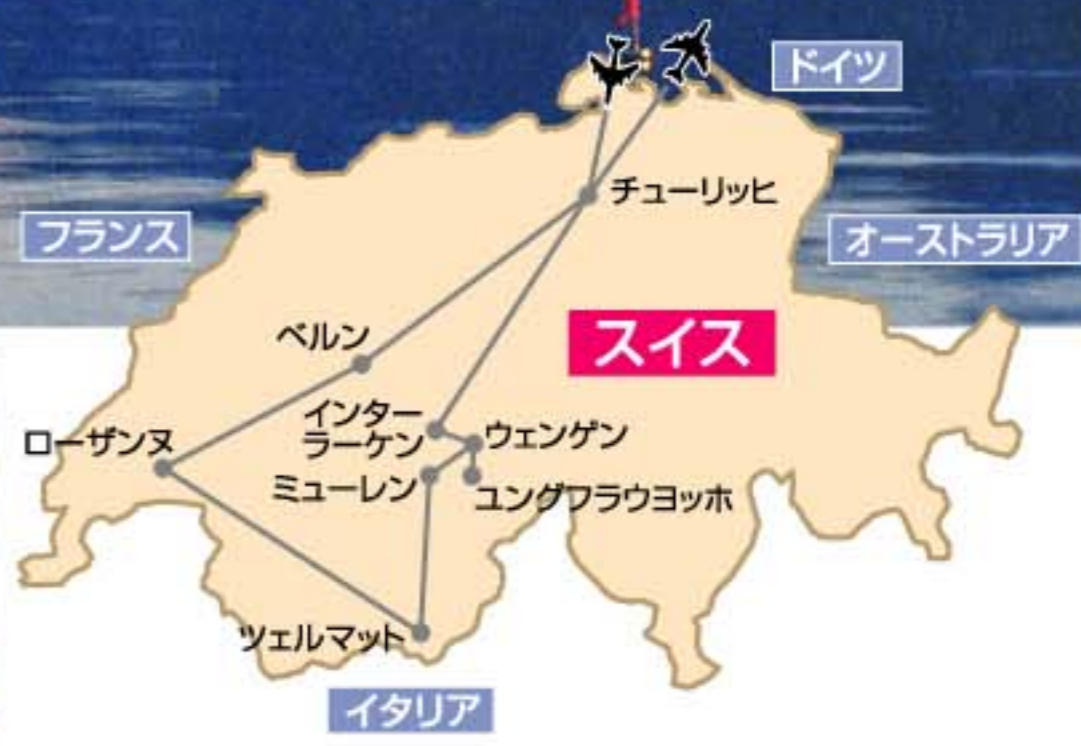 ドイツ
チューリッヒ
フランス
オーストラリア
スイス
ベルン
インター
ラーケン
ウェンゲン
ローザンヌ
ミューレン
ユングフラウヨッホ
ツェルマット
イタリア